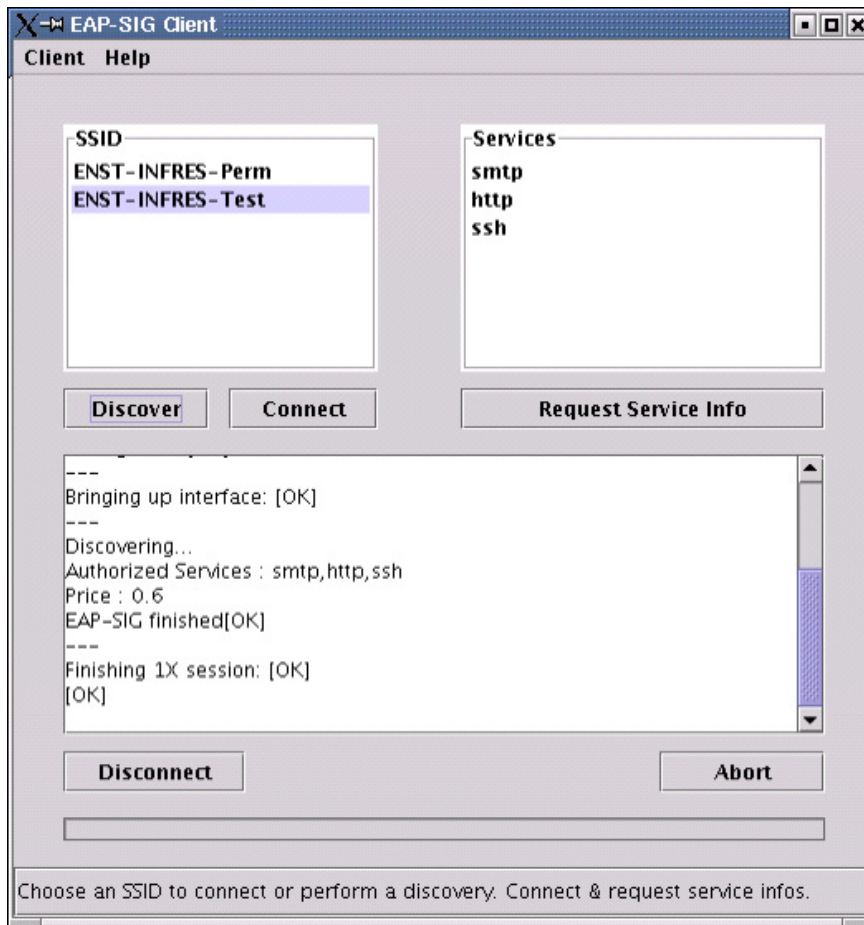 EAP-SIG Client
Client Help
SSID
ENST-INFRES-Perm
ENST-INFRES-Test
Services
smtp
http
ssh
Discover
Connect
Request Service Info
---
Bringing up interface: [OK]
---
Discovering...
Authorized Services : smtp,http,ssh
Price : 0.6
EAP-SIG finished[OK]
---
Finishing 1X session: [OK]
[OK]
Disconnect
Abort
Choose an SSID to connect or perform a discovery. Connect & request service infos.